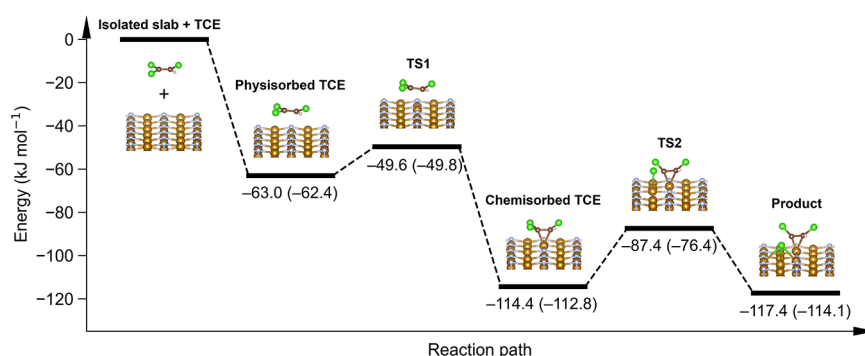 Isolated slab + TCE
0
−20
−40
−60
−80
−100
−120
Energy (kJ mol−1)
+
Physisorbed TCE
−63.0 (−62.4)
TS1
−49.6 (−49.8)
Chemisorbed TCE
−114.4 (−112.8)
TS2
−87.4 (−76.4)
Product
−117.4 (−114.1)
Reaction path